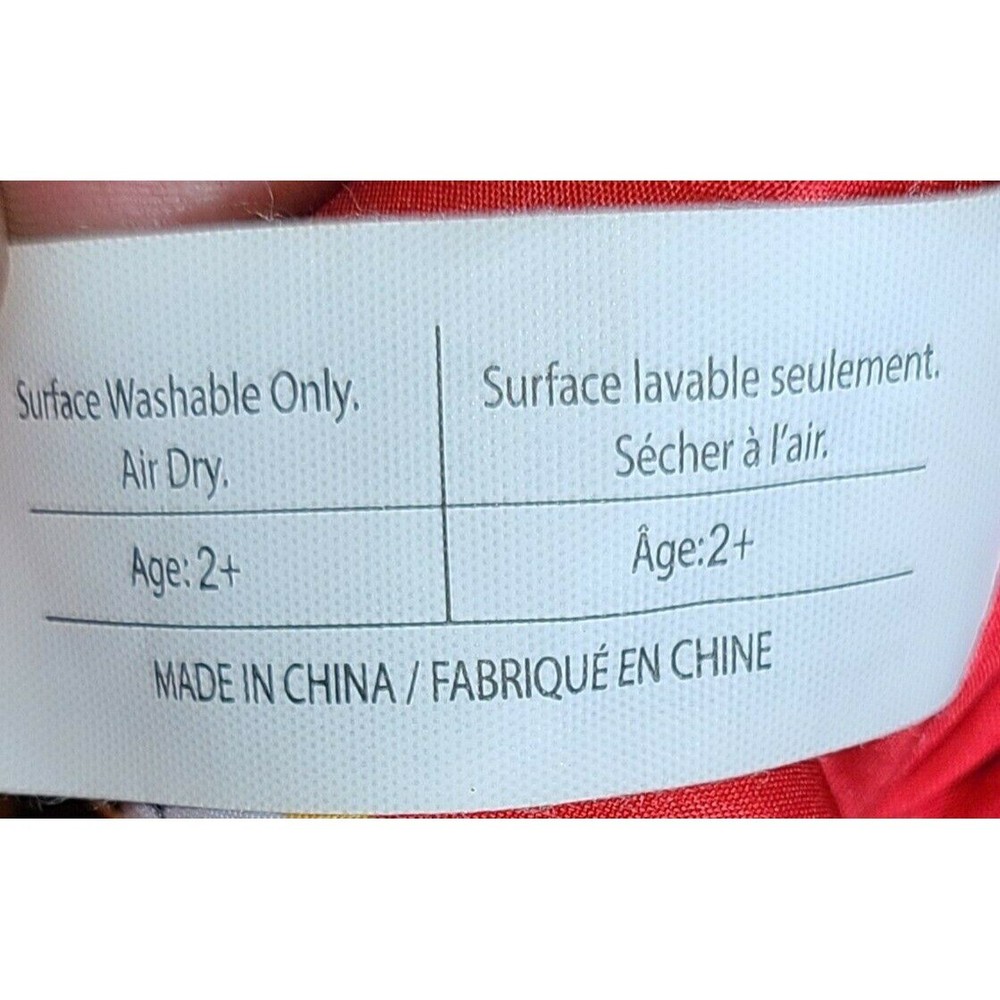 Surface Washable Only.
Air Dry.
Surface lavable seulement.
Sécher à l'air.
Age: 2+
Âge:2+
MADE IN CHINA / FABRIQUÉ EN CHINE